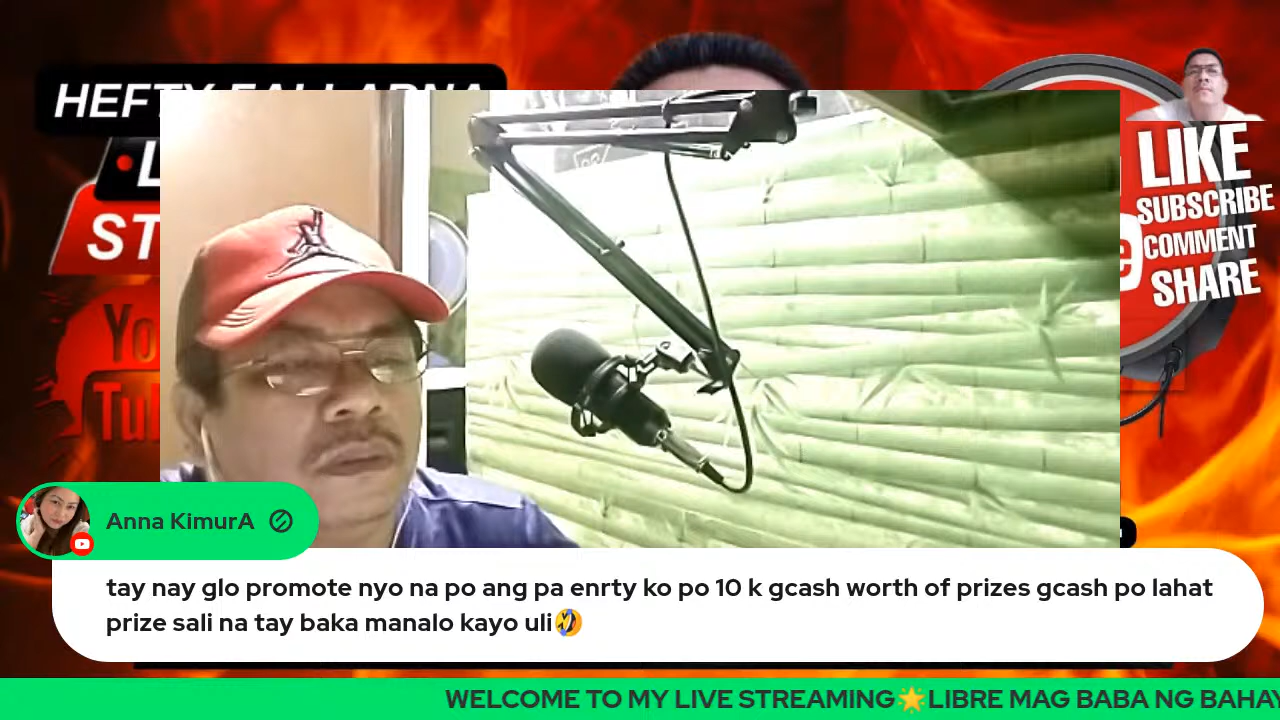 HEFTY
LIKE
SUBSCRIBE
COMMENT
SHARE
Anna KimurA
tay nay glo promote nyo na po ang pa enrty ko po 10 k gcash worth of prizes gcash po lahat
prize sali na tay baka manalo kayo uli🤣
WELCOME TO MY LIVE STREAMING🌟LIBRE MAG BABA NG BAHAY